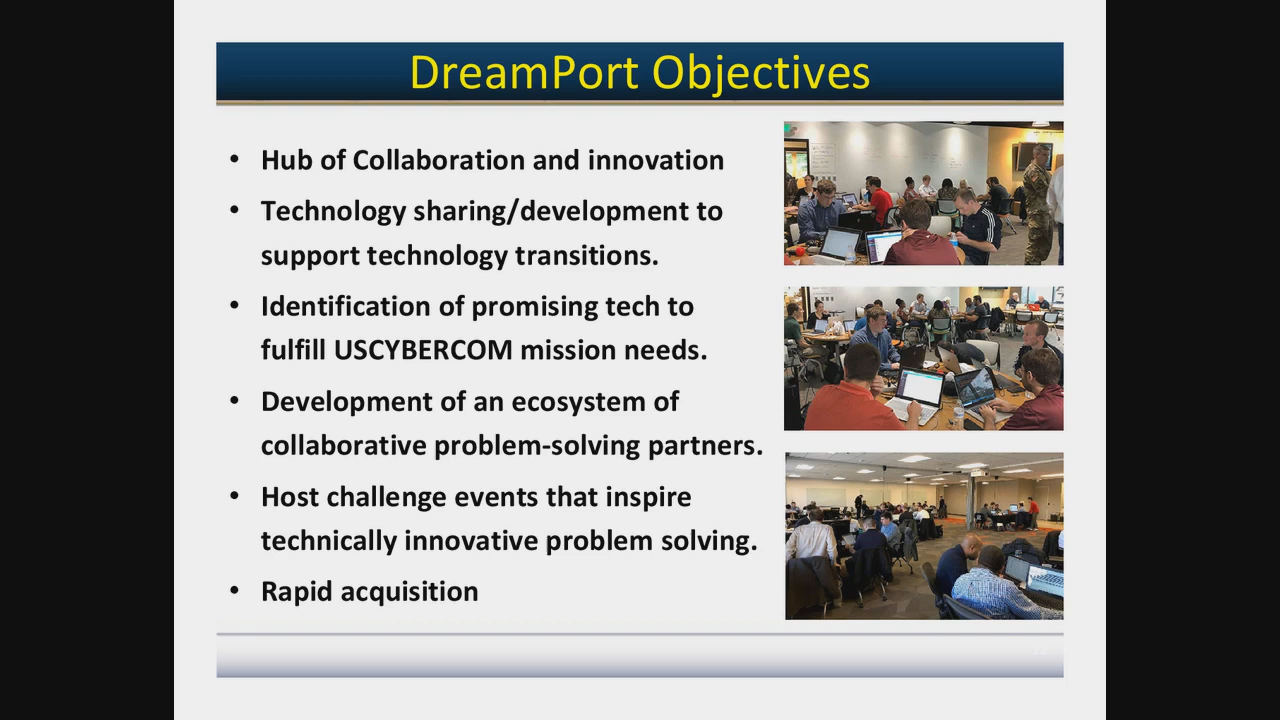 DreamPort Objectives
• Hub of Collaboration and innovation
• Technology sharing/development to
support technology transitions.
• Identification of promising tech to
fulfill USCYBERCOM mission needs.
• Development of an ecosystem of
collaborative problem-solving partners.
• Host challenge events that inspire
technically innovative problem solving.
• Rapid acquisition